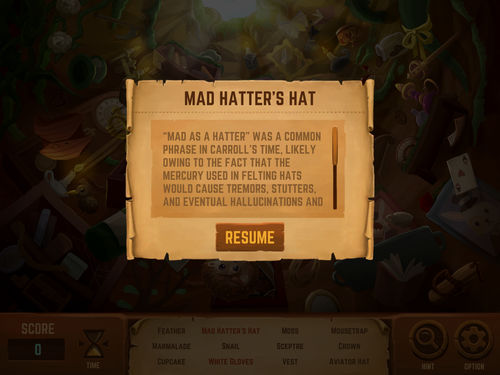 MAD HATTER'S HAT
"MAD AS A HATTER" WAS A COMMON
PHRASE IN CARROLL'S TIME, LIKELY
OWING TO THE FACT THAT THE
MERCURY USED IN FELTING HATS
WOULD CAUSE TREMORS, STUTTERS,
AND EVENTUAL HALLUCINATIONS AND
RESUME
SCORE
0
TIME
FEATHER MAD HATTER'S HAT MOSS MOUSETRAP
MARMALADE SNAIL SCEPTRE CROWN
CUPCAKE WHITE GLOVES VEST AVIATOR HAT
HINT
OPTION